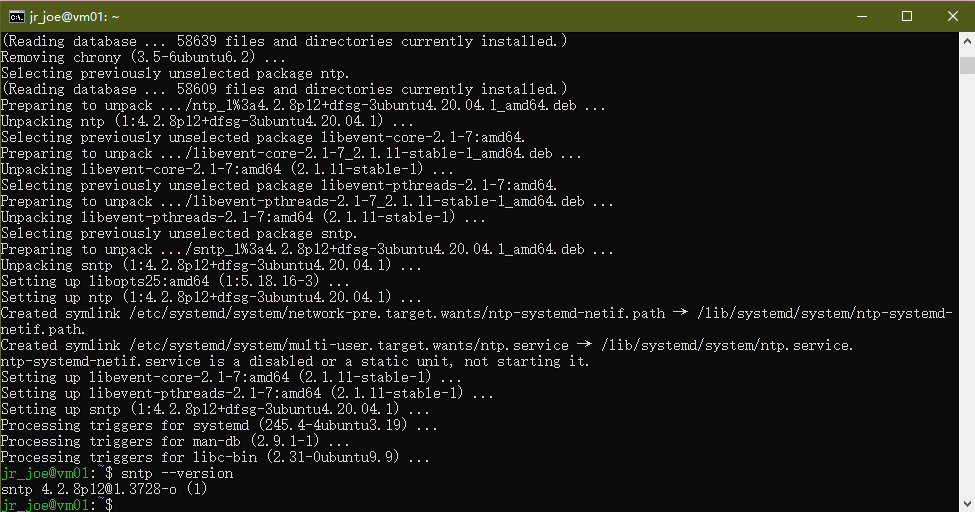 jr_joe@vm01: ~
(Reading database ... 58639 files and directories currently installed.)
Removing chrony (3.5-6ubuntu6.2) ...
Selecting previously unselected package ntp.
(Reading database ... 58609 files and directories currently installed.)
Preparing to unpack .../ntp_1%3a4.2.8p12+dfsg-3ubuntu4.20.04.1_amd64.deb ...
Unpacking ntp (1:4.2.8p12+dfsg-3ubuntu4.20.04.1) ...
Selecting previously unselected package libevent-core-2.1-7:amd64.
Preparing to unpack .../libevent-core-2.1-7_2.1.11-stable-1_amd64.deb ...
Unpacking libevent-core-2.1-7:amd64 (2.1.11-stable-1) ...
Selecting previously unselected package libevent-pthreads-2.1-7:amd64.
Preparing to unpack .../libevent-pthreads-2.1-7_2.1.11-stable-1_amd64.deb ...
Unpacking libevent-pthreads-2.1-7:amd64 (2.1.11-stable-1) ...
Selecting previously unselected package sntp.
Preparing to unpack .../sntp_1%3a4.2.8p12+dfsg-3ubuntu4.20.04.1_amd64.deb ...
Unpacking sntp (1:4.2.8p12+dfsg-3ubuntu4.20.04.1) ...
Setting up libopts25:amd64 (1:5.18.16-3) ...
Setting up ntp (1:4.2.8p12+dfsg-3ubuntu4.20.04.1) ...
Created symlink /etc/systemd/system/network-pre.target.wants/ntp-systemd-netif.path → /lib/systemd/system/ntp-systemd-
netif.path.
Created symlink /etc/systemd/system/multi-user.target.wants/ntp.service → /lib/systemd/system/ntp.service.
ntp-systemd-netif.service is a disabled or a static unit, not starting it.
Setting up libevent-core-2.1-7:amd64 (2.1.11-stable-1) ...
Setting up libevent-pthreads-2.1-7:amd64 (2.1.11-stable-1) ...
Setting up sntp (1:4.2.8p12+dfsg-3ubuntu4.20.04.1) ...
Processing triggers for systemd (245.4-4ubuntu3.19) ...
Processing triggers for man-db (2.9.1-1) ...
Processing triggers for libc-bin (2.31-0ubuntu9.9) ...
jr_joe@vm01:~$ sntp --version
sntp 4.2.8p12@1.3728-o (1)
jr_joe@vm01:~$